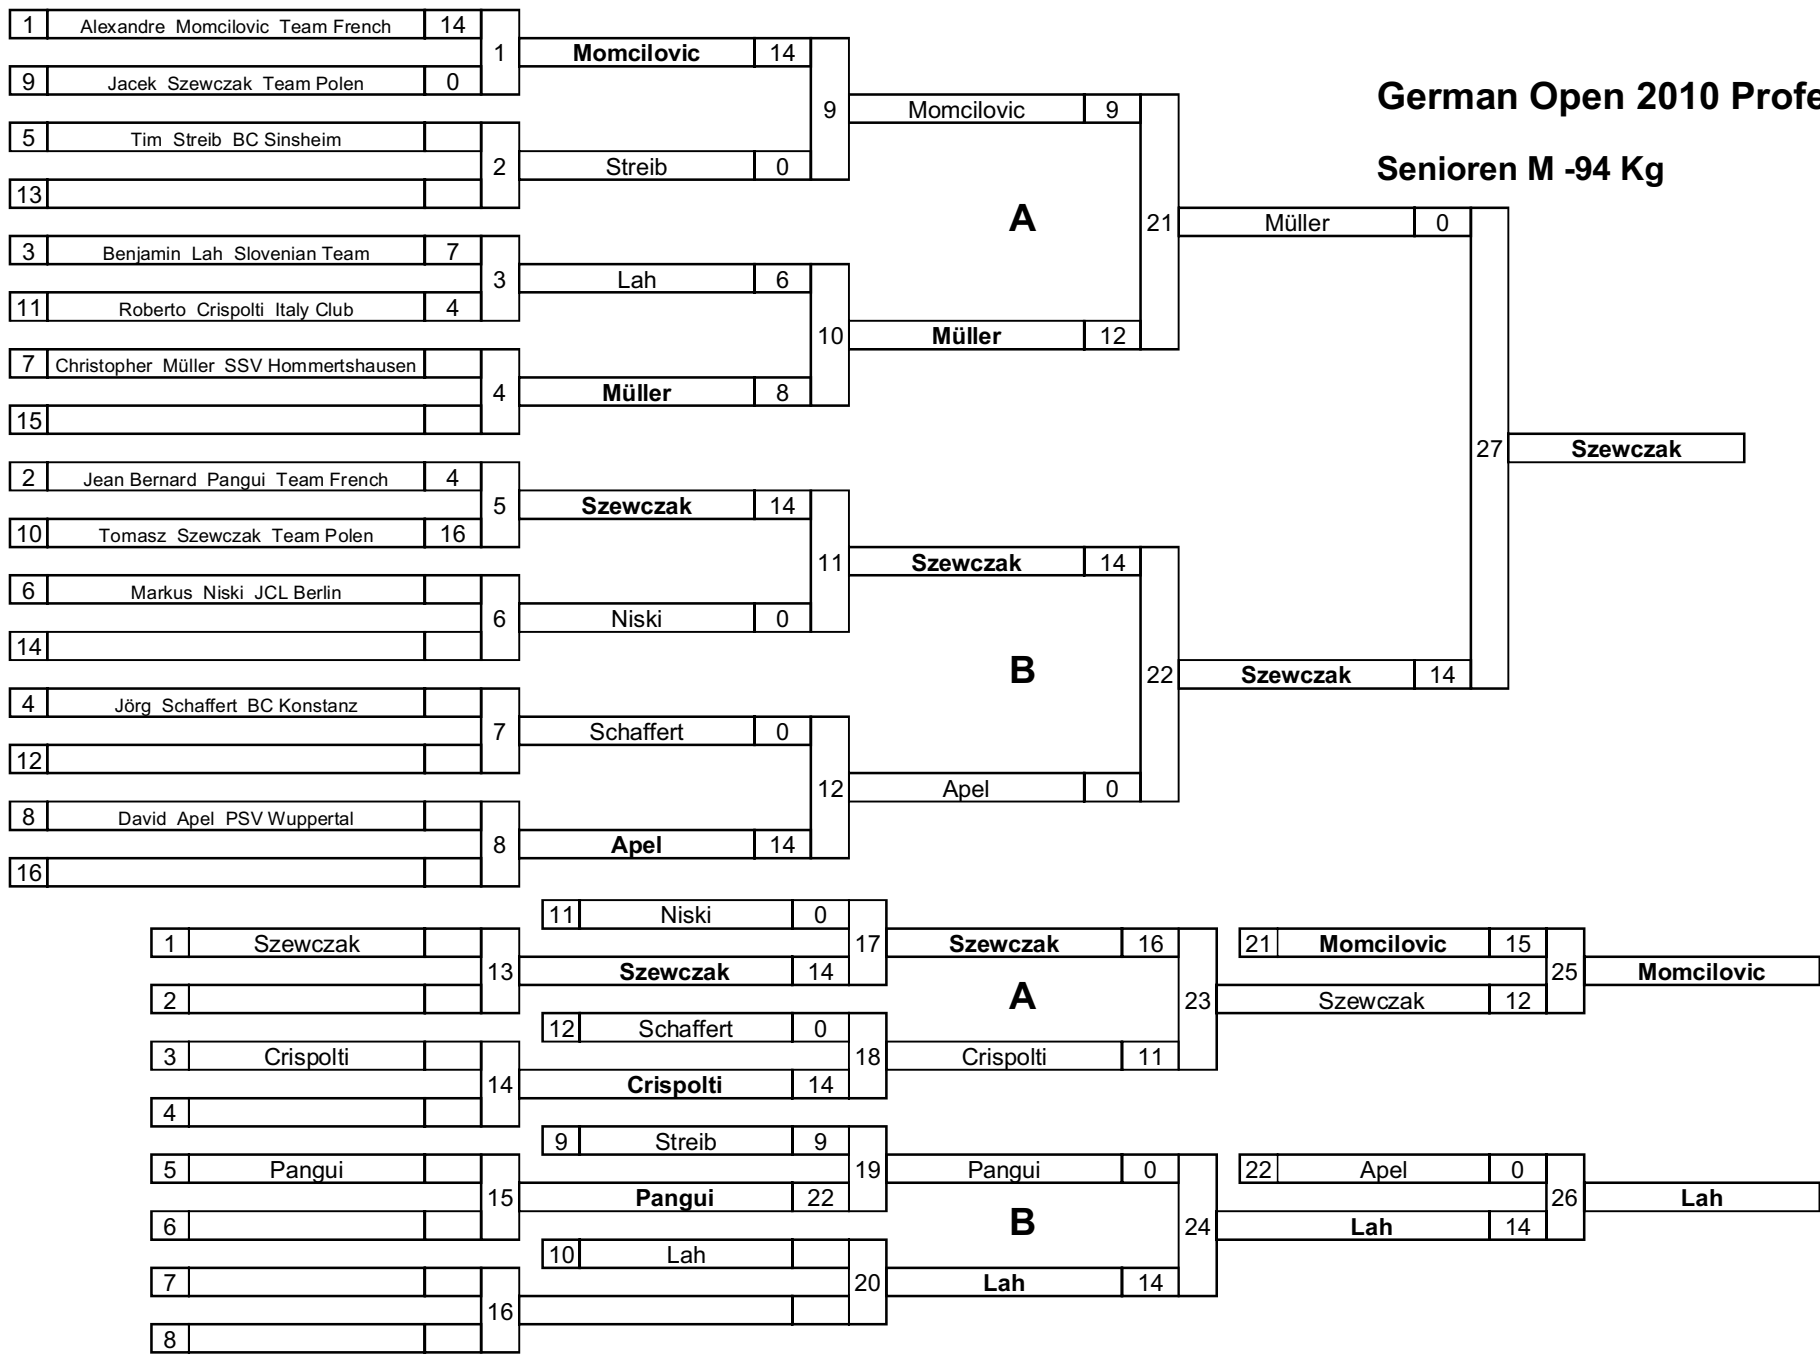 German Open 2010 Profe
Senioren M -94 Kg
1 Alexandre Momcilovic Team French 14
1
9 Jacek Szewczak Team Polen 0
Momcilovic 14
9
5 Tim Streib BC Sinsheim
2
13
Streib 0
Momcilovic 9
A
21
3 Benjamin Lah Slovenian Team 7
3
11 Roberto Crispolti Italy Club 4
Lah 6
10
7 Christopher Müller SSV Hommertshausen
4
15
Müller 8
Müller 12
Müller 0
27
Szewczak
2 Jean Bernard Pangui Team French 4
5
10 Tomasz Szewczak Team Polen 16
Szewczak 14
11
6 Markus Niski JCL Berlin
6
14
Niski 0
Szewczak 14
B
22
4 Jörg Schaffert BC Konstanz
7
12
Schaffert 0
12
8 David Apel PSV Wuppertal
8
16
Apel 14
Apel 0
Szewczak 14
11 Niski 0
17
1 Szewczak
13
2
Szewczak 14
Szewczak 16
A
23
12 Schaffert 0
18
3 Crispolti
14
4
Crispolti 14
Crispolti 11
21 Momcilovic 15
25
Szewczak 12
Momcilovic
9 Streib 9
19
5 Pangui
15
6
Pangui 22
Pangui 0
B
24
10 Lah
20
7
16
8
Lah 14
22 Apel 0
26
Lah 14
Lah